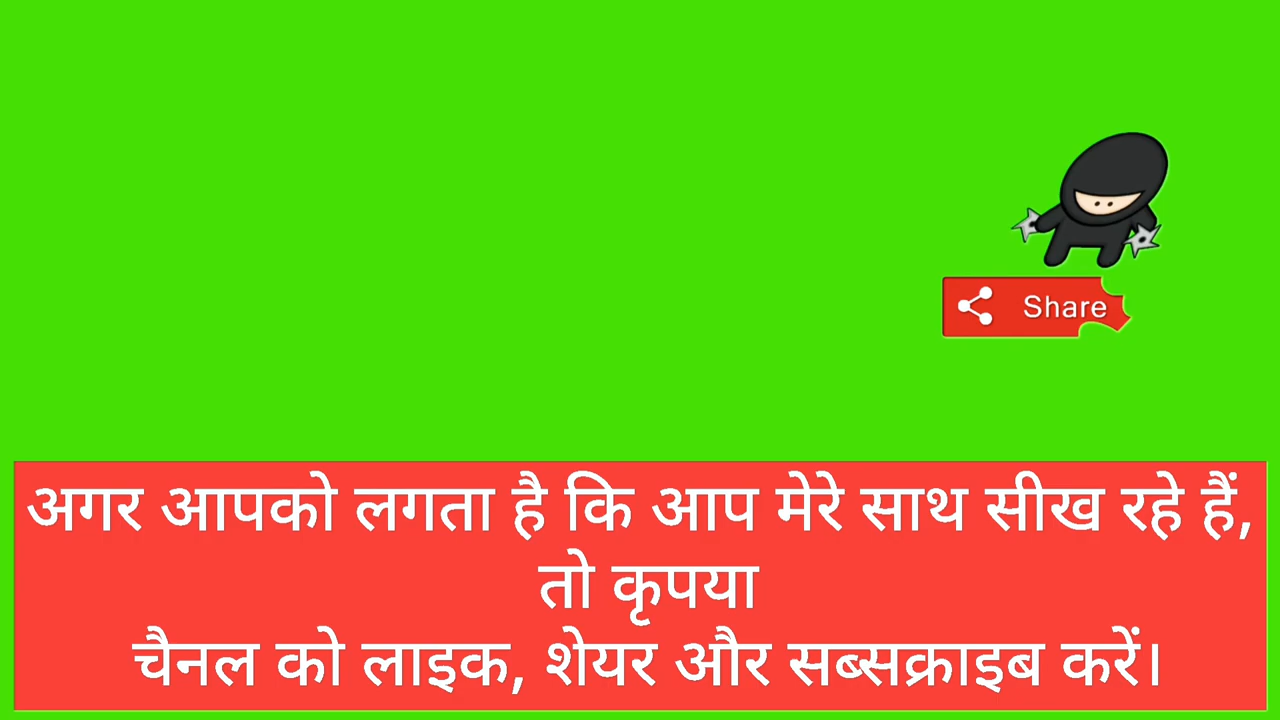 Share
अगर आपको लगता है कि आप मेरे साथ सीख रहे हैं,
तो कृपया
चैनल को लाइक, शेयर और सब्सक्राइब करें।